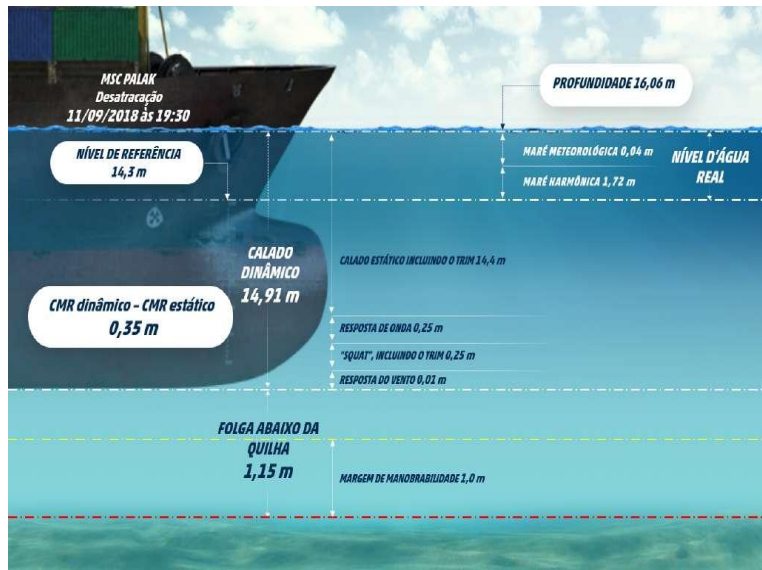 MSC PALAK
Desatracação
11/09/2018 às 19:30
PROFUNDIDADE 16,06 m
NÍVEL DE REFERÊNCIA
14,3 m
MARÉ METEOROLÓGICA 0,04 m
MARÉ HARMÔNICA 1,72 m
NÍVEL D'ÁGUA
REAL
CALADO
DINÂMICO
14,91 m
CALADO ESTÁTICO INCLUINDO O TRIM 14,4 m
CMR dinâmico – CMR estático
0,35 m
RESPOSTA DE ONDA 0,25 m
"SQUAT", INCLUINDO O TRIM 0,25 m
RESPOSTA DO VENTO 0,01 m
FOLGA ABAIXO DA
QUILHA
1,15 m
MARGEM DE MANOBRABILIDADE 1,0 m